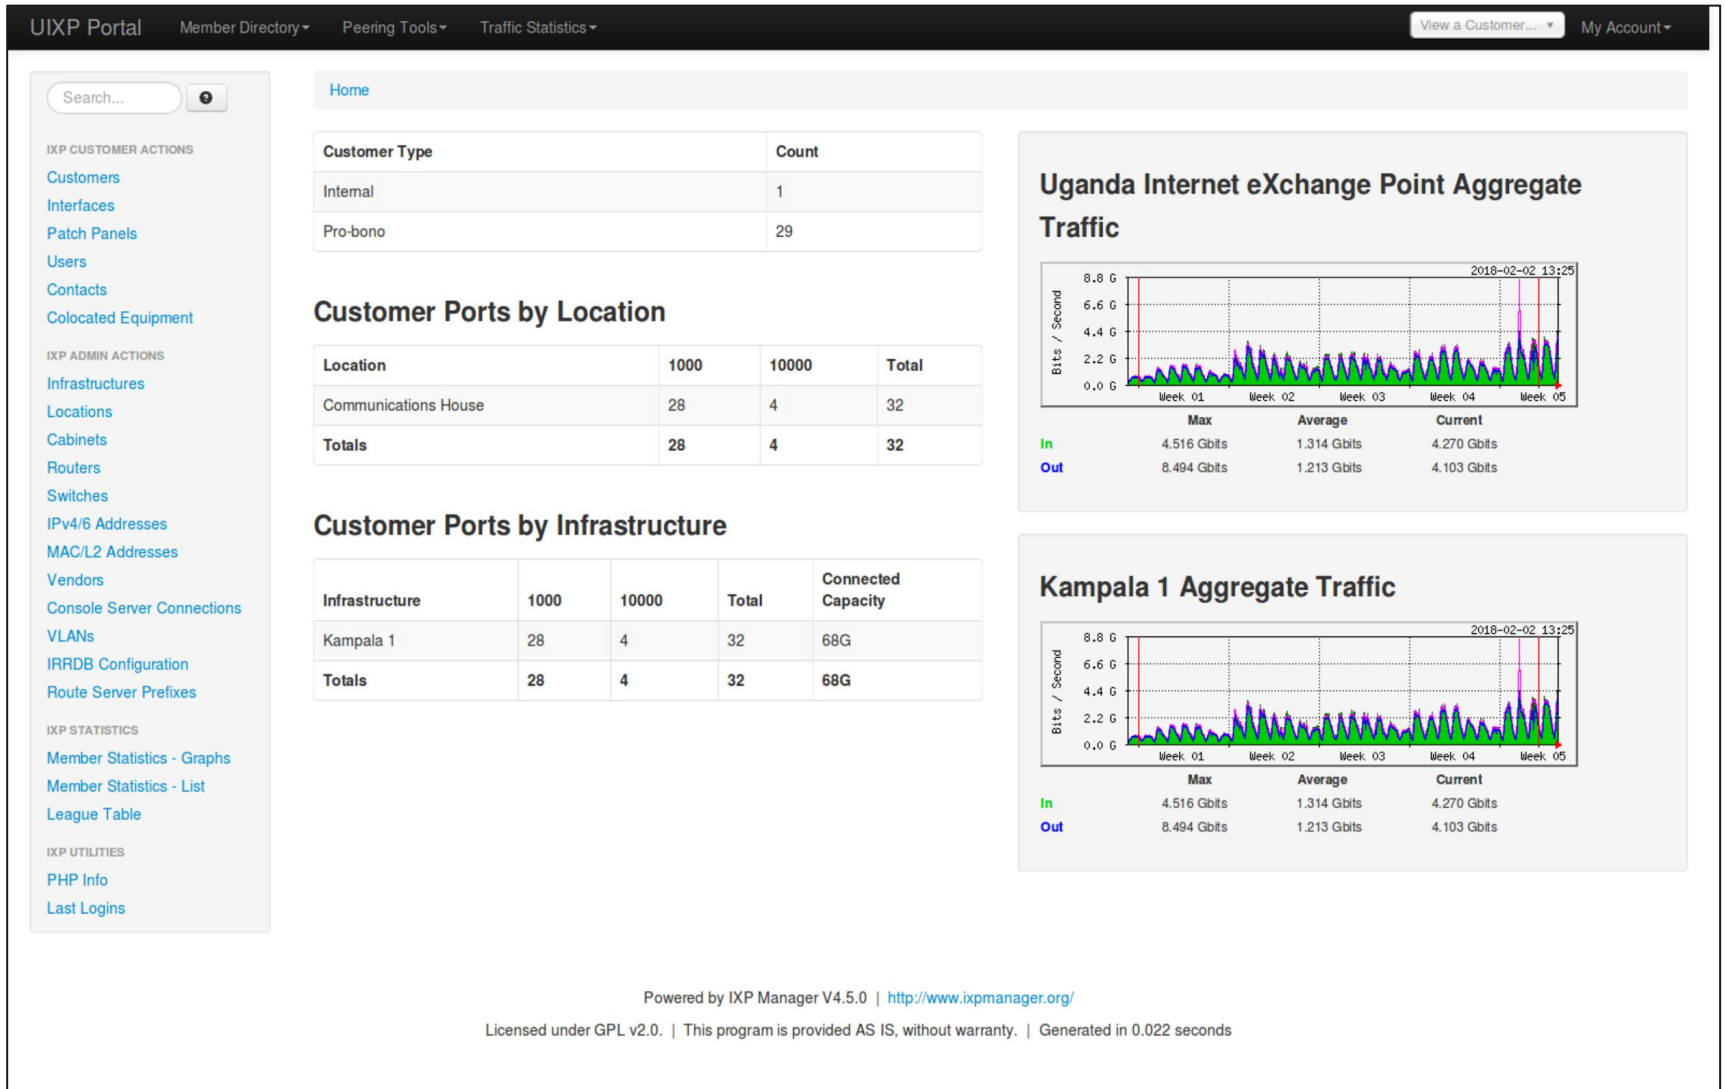 UIXP Portal Member Directory Peering Tools Traffic Statistics View a Customer... My Account
Search...
IXP CUSTOMER ACTIONS
Customers
Interfaces
Patch Panels
Users
Contacts
Colocated Equipment
IXP ADMIN ACTIONS
Infrastructures
Locations
Cabinets
Routers
Switches
IPv4/6 Addresses
MAC/L2 Addresses
Vendors
Console Server Connections
VLANs
IRRDB Configuration
Route Server Prefixes
IXP STATISTICS
Member Statistics - Graphs
Member Statistics - List
League Table
IXP UTILITIES
PHP Info
Last Logins
Home
Customer Type Count
Internal 1
Pro-bono 29
Customer Ports by Location
Location 1000 10000 Total
Communications House 28 4 32
Totals 28 4 32
Customer Ports by Infrastructure
Infrastructure 1000 10000 Total Connected
Capacity
Kampala 1 28 4 32 68G
Totals 28 4 32 68G
Uganda Internet eXchange Point Aggregate
Traffic
2018-02-02 13:25
Bits / Second
8.8 G
6.6 G
4.4 G
2.2 G
0.0 G
Week 01 Week 02 Week 03 Week 04 Week 05
Max Average Current
In 4.516 Gbits 1.314 Gbits 4.270 Gbits
Out 8.494 Gbits 1.213 Gbits 4.103 Gbits
Kampala 1 Aggregate Traffic
2018-02-02 13:25
Bits / Second
8.8 G
6.6 G
4.4 G
2.2 G
0.0 G
Week 01 Week 02 Week 03 Week 04 Week 05
Max Average Current
In 4.516 Gbits 1.314 Gbits 4.270 Gbits
Out 8.494 Gbits 1.213 Gbits 4.103 Gbits
Powered by IXP Manager V4.5.0 | http://www.ixpmanager.org/
Licensed under GPL v2.0. | This program is provided AS IS, without warranty. | Generated in 0.022 seconds